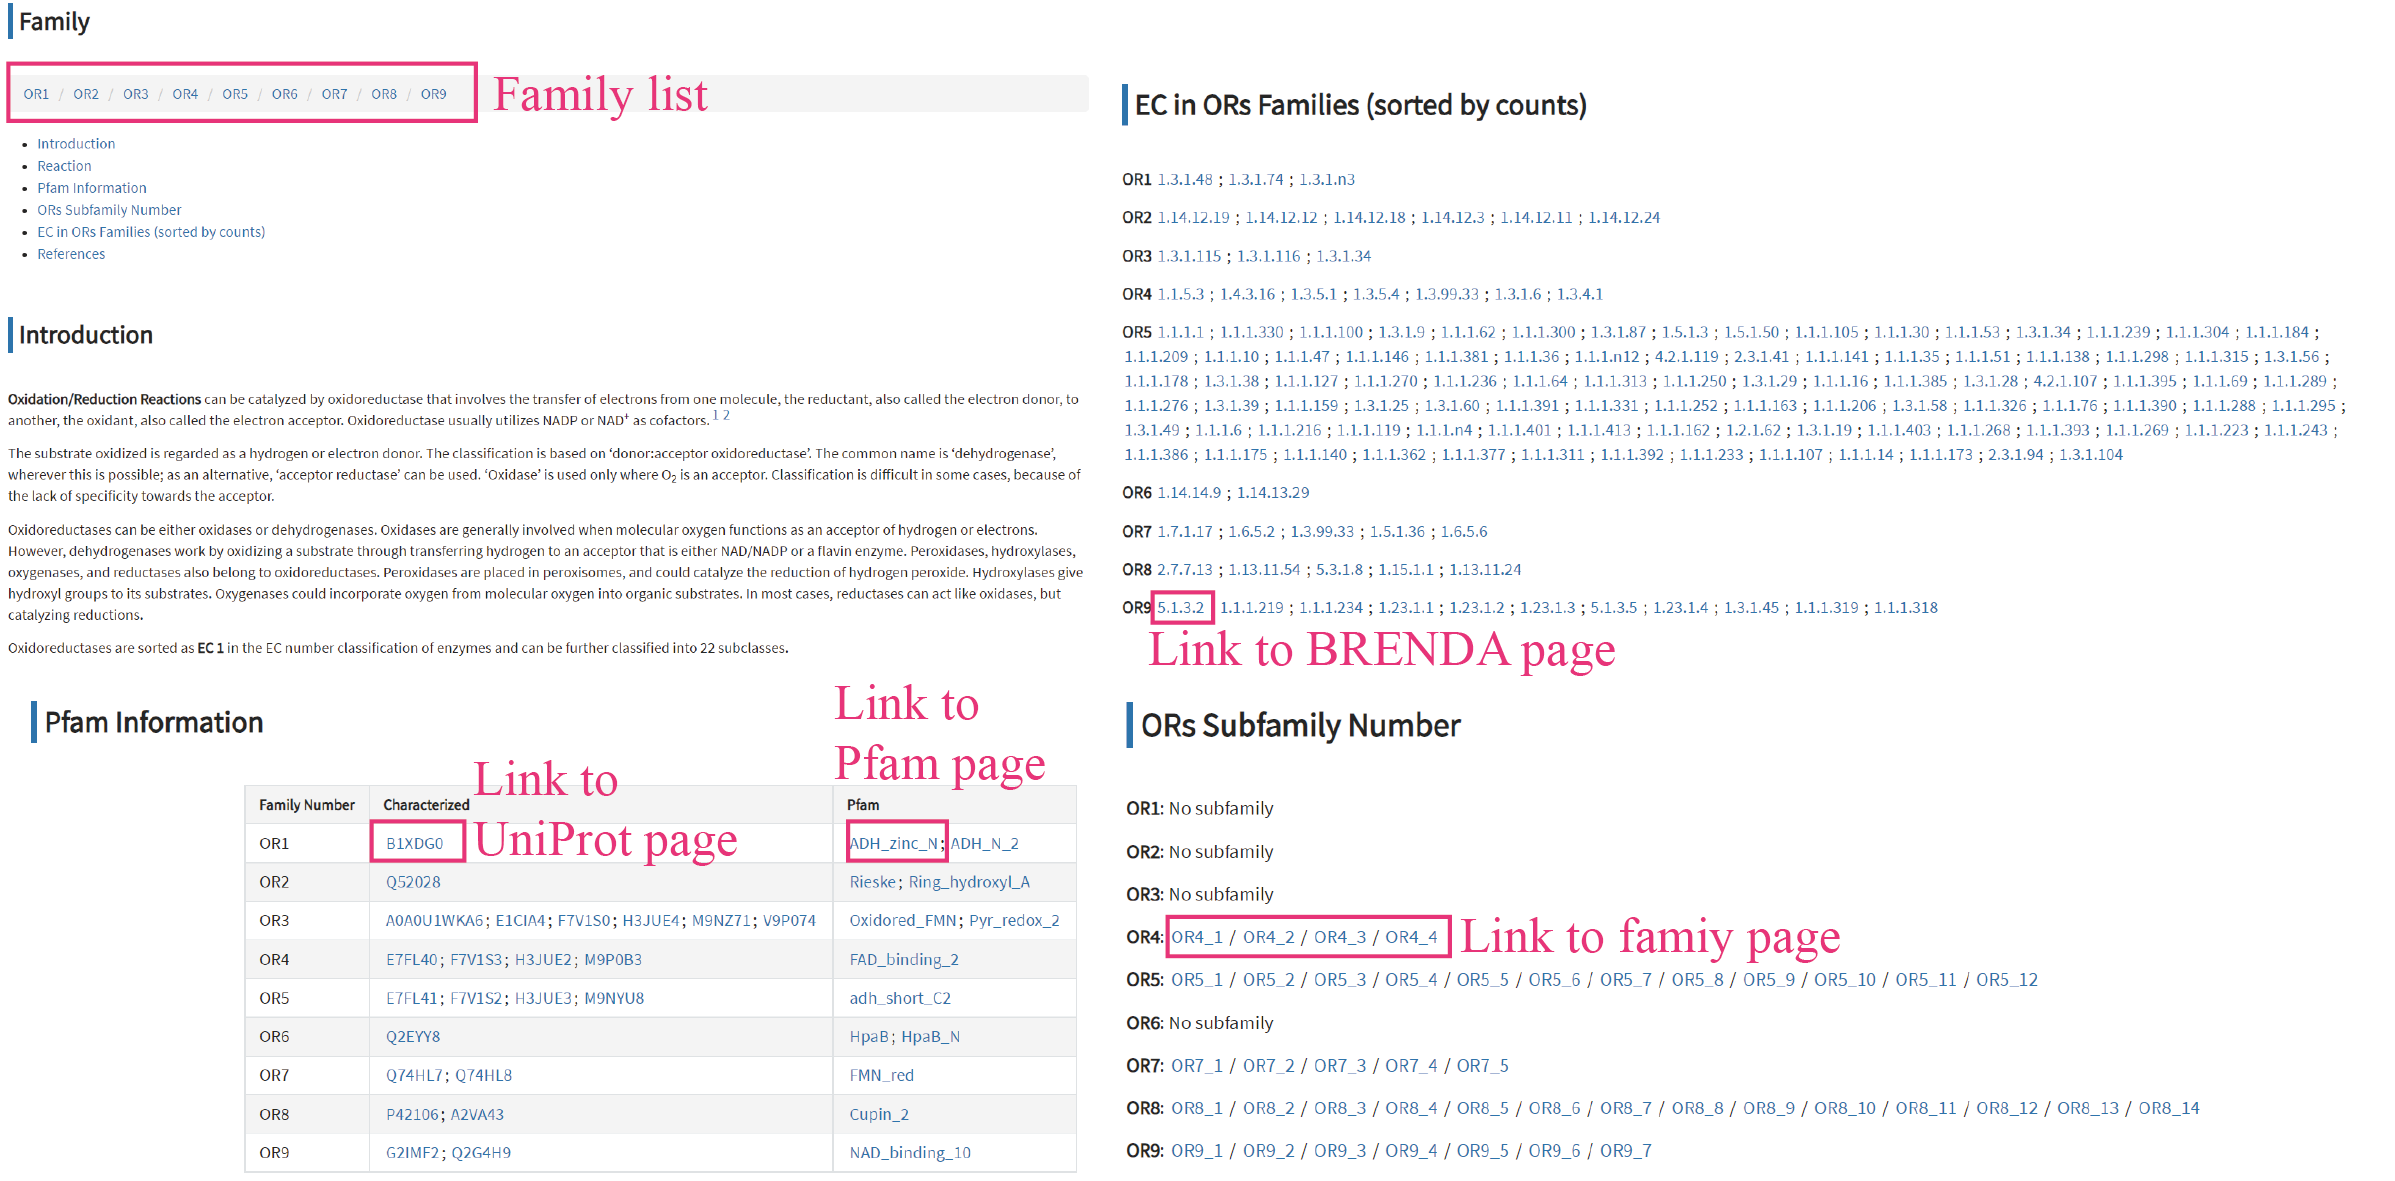 Family
OR1 / OR2 / OR3 / OR4 / OR5 / OR6 / OR7 / OR8 / OR9
Family list
• Introduction
• Reaction
• Pfam Information
• ORs Subfamily Number
• EC in ORs Families (sorted by counts)
• References
Introduction
Oxidation/Reduction Reactions can be catalyzed by oxidoreductase that involves the transfer of electrons from one molecule, the reductant, also called the electron donor, to
another, the oxidant, also called the electron acceptor. Oxidoreductase usually utilizes NADP or NAD⁺ as cofactors. ¹ ²
The substrate oxidized is regarded as a hydrogen or electron donor. The classification is based on ‘donor:acceptor oxidoreductase’. The common name is ‘dehydrogenase’,
wherever this is possible; as an alternative, ‘acceptor reductase’ can be used. ‘Oxidase’ is used only where O₂ is an acceptor. Classification is difficult in some cases, because of
the lack of specificity towards the acceptor.
Oxidoreductases can be either oxidases or dehydrogenases. Oxidases are generally involved when molecular oxygen functions as an acceptor of hydrogen or electrons.
However, dehydrogenases work by oxidizing a substrate through transferring hydrogen to an acceptor that is either NAD/NADP or a flavin enzyme. Peroxidases, hydroxylases,
oxygenases, and reductases also belong to oxidoreductases. Peroxidases are placed in peroxisomes, and could catalyze the reduction of hydrogen peroxide. Hydroxylases give
hydroxyl groups to its substrates. Oxygenases could incorporate oxygen from molecular oxygen into organic substrates. In most cases, reductases can act like oxidases, but
catalyzing reductions.
Oxidoreductases are sorted as EC 1 in the EC number classification of enzymes and can be further classified into 22 subclasses.
Pfam Information
Link to
UniProt page
Link to
Pfam page
Family Number Characterized Pfam
OR1 B1XDG0 ADH_zinc_N; ADH_N_2
OR2 Q52028 Rieske; Ring_hydroxyl_A
OR3 A0A0U1WKA6; E1CIA4; F7V1S0; H3JUE4; M9NZ71; V9P074 Oxidored_FMN; Pyr_redox_2
OR4 E7FL40; F7V1S3; H3JUE2; M9P0B3 FAD_binding_2
OR5 E7FL41; F7V1S2; H3JUE3; M9NYU8 adh_short_C2
OR6 Q2EYY8 HpaB; HpaB_N
OR7 Q74HL7; Q74HL8 FMN_red
OR8 P42106; A2VA43 Cupin_2
OR9 G2IMF2; Q2G4H9 NAD_binding_10
EC in ORs Families (sorted by counts)
OR1 1.3.1.48 ; 1.3.1.74 ; 1.3.1.n3
OR2 1.14.12.19 ; 1.14.12.12 ; 1.14.12.18 ; 1.14.12.3 ; 1.14.12.11 ; 1.14.12.24
OR3 1.3.1.115 ; 1.3.1.116 ; 1.3.1.34
OR4 1.1.5.3 ; 1.4.3.16 ; 1.3.5.1 ; 1.3.5.4 ; 1.3.99.33 ; 1.3.1.6 ; 1.3.4.1
OR5 1.1.1.1 ; 1.1.1.330 ; 1.1.1.100 ; 1.3.1.9 ; 1.1.1.62 ; 1.1.1.300 ; 1.3.1.87 ; 1.5.1.3 ; 1.5.1.50 ; 1.1.1.105 ; 1.1.1.30 ; 1.1.1.53 ; 1.3.1.34 ; 1.1.1.239 ; 1.1.1.304 ; 1.1.1.184 ;
1.1.1.209 ; 1.1.1.10 ; 1.1.1.47 ; 1.1.1.146 ; 1.1.1.381 ; 1.1.1.36 ; 1.1.1.n12 ; 4.2.1.119 ; 2.3.1.41 ; 1.1.1.141 ; 1.1.1.35 ; 1.1.1.51 ; 1.1.1.138 ; 1.1.1.298 ; 1.1.1.315 ; 1.3.1.56 ;
1.1.1.178 ; 1.3.1.38 ; 1.1.1.127 ; 1.1.1.270 ; 1.1.1.236 ; 1.1.1.64 ; 1.1.1.313 ; 1.1.1.250 ; 1.3.1.29 ; 1.1.1.16 ; 1.1.1.385 ; 1.3.1.28 ; 4.2.1.107 ; 1.1.1.395 ; 1.1.1.69 ; 1.1.1.289 ;
1.1.1.276 ; 1.3.1.39 ; 1.1.1.159 ; 1.3.1.25 ; 1.3.1.60 ; 1.1.1.391 ; 1.1.1.331 ; 1.1.1.252 ; 1.1.1.163 ; 1.1.1.206 ; 1.3.1.58 ; 1.1.1.326 ; 1.1.1.76 ; 1.1.1.390 ; 1.1.1.288 ; 1.1.1.295 ;
1.3.1.49 ; 1.1.1.6 ; 1.1.1.216 ; 1.1.1.119 ; 1.1.1.n4 ; 1.1.1.401 ; 1.1.1.413 ; 1.1.1.162 ; 1.2.1.62 ; 1.3.1.19 ; 1.1.1.403 ; 1.1.1.268 ; 1.1.1.393 ; 1.1.1.269 ; 1.1.1.223 ; 1.1.1.243 ;
1.1.1.386 ; 1.1.1.175 ; 1.1.1.140 ; 1.1.1.362 ; 1.1.1.377 ; 1.1.1.311 ; 1.1.1.392 ; 1.1.1.233 ; 1.1.1.107 ; 1.1.1.14 ; 1.1.1.173 ; 2.3.1.94 ; 1.3.1.104
OR6 1.14.14.9 ; 1.14.13.29
OR7 1.7.1.17 ; 1.6.5.2 ; 1.3.99.33 ; 1.5.1.36 ; 1.6.5.6
OR8 2.7.7.13 ; 1.13.11.54 ; 5.3.1.8 ; 1.15.1.1 ; 1.13.11.24
OR9 5.1.3.2 ; 1.1.1.219 ; 1.1.1.234 ; 1.23.1.1 ; 1.23.1.2 ; 1.23.1.3 ; 5.1.3.5 ; 1.23.1.4 ; 1.3.1.45 ; 1.1.1.319 ; 1.1.1.318
Link to BRENDA page
ORs Subfamily Number
OR1: No subfamily
OR2: No subfamily
OR3: No subfamily
OR4: OR4_1 / OR4_2 / OR4_3 / OR4_4 Link to famiy page
OR5: OR5_1 / OR5_2 / OR5_3 / OR5_4 / OR5_5 / OR5_6 / OR5_7 / OR5_8 / OR5_9 / OR5_10 / OR5_11 / OR5_12
OR6: No subfamily
OR7: OR7_1 / OR7_2 / OR7_3 / OR7_4 / OR7_5
OR8: OR8_1 / OR8_2 / OR8_3 / OR8_4 / OR8_5 / OR8_6 / OR8_7 / OR8_8 / OR8_9 / OR8_10 / OR8_11 / OR8_12 / OR8_13 / OR8_14
OR9: OR9_1 / OR9_2 / OR9_3 / OR9_4 / OR9_5 / OR9_6 / OR9_7